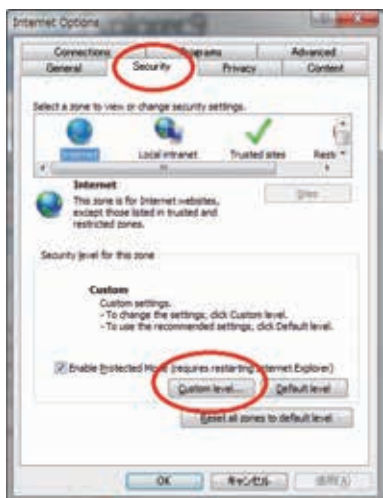 Internet Options
Connections Programs Advanced
General Security Privacy Content
Select a zone to view or change security settings.
Internet Local intranet Trusted sites
Internet
This zone is for Internet websites,
except those listed in trusted and
restricted zones.
Sites
Security level for this zone
Custom
Custom settings.
- To change the settings, click Custom level.
- To use the recommended settings, click Default level.
Enable Protected Mode (requires restarting Internet Explorer)
Custom level... Default level
Reset all zones to default level
OK キャンセル 適用(A)